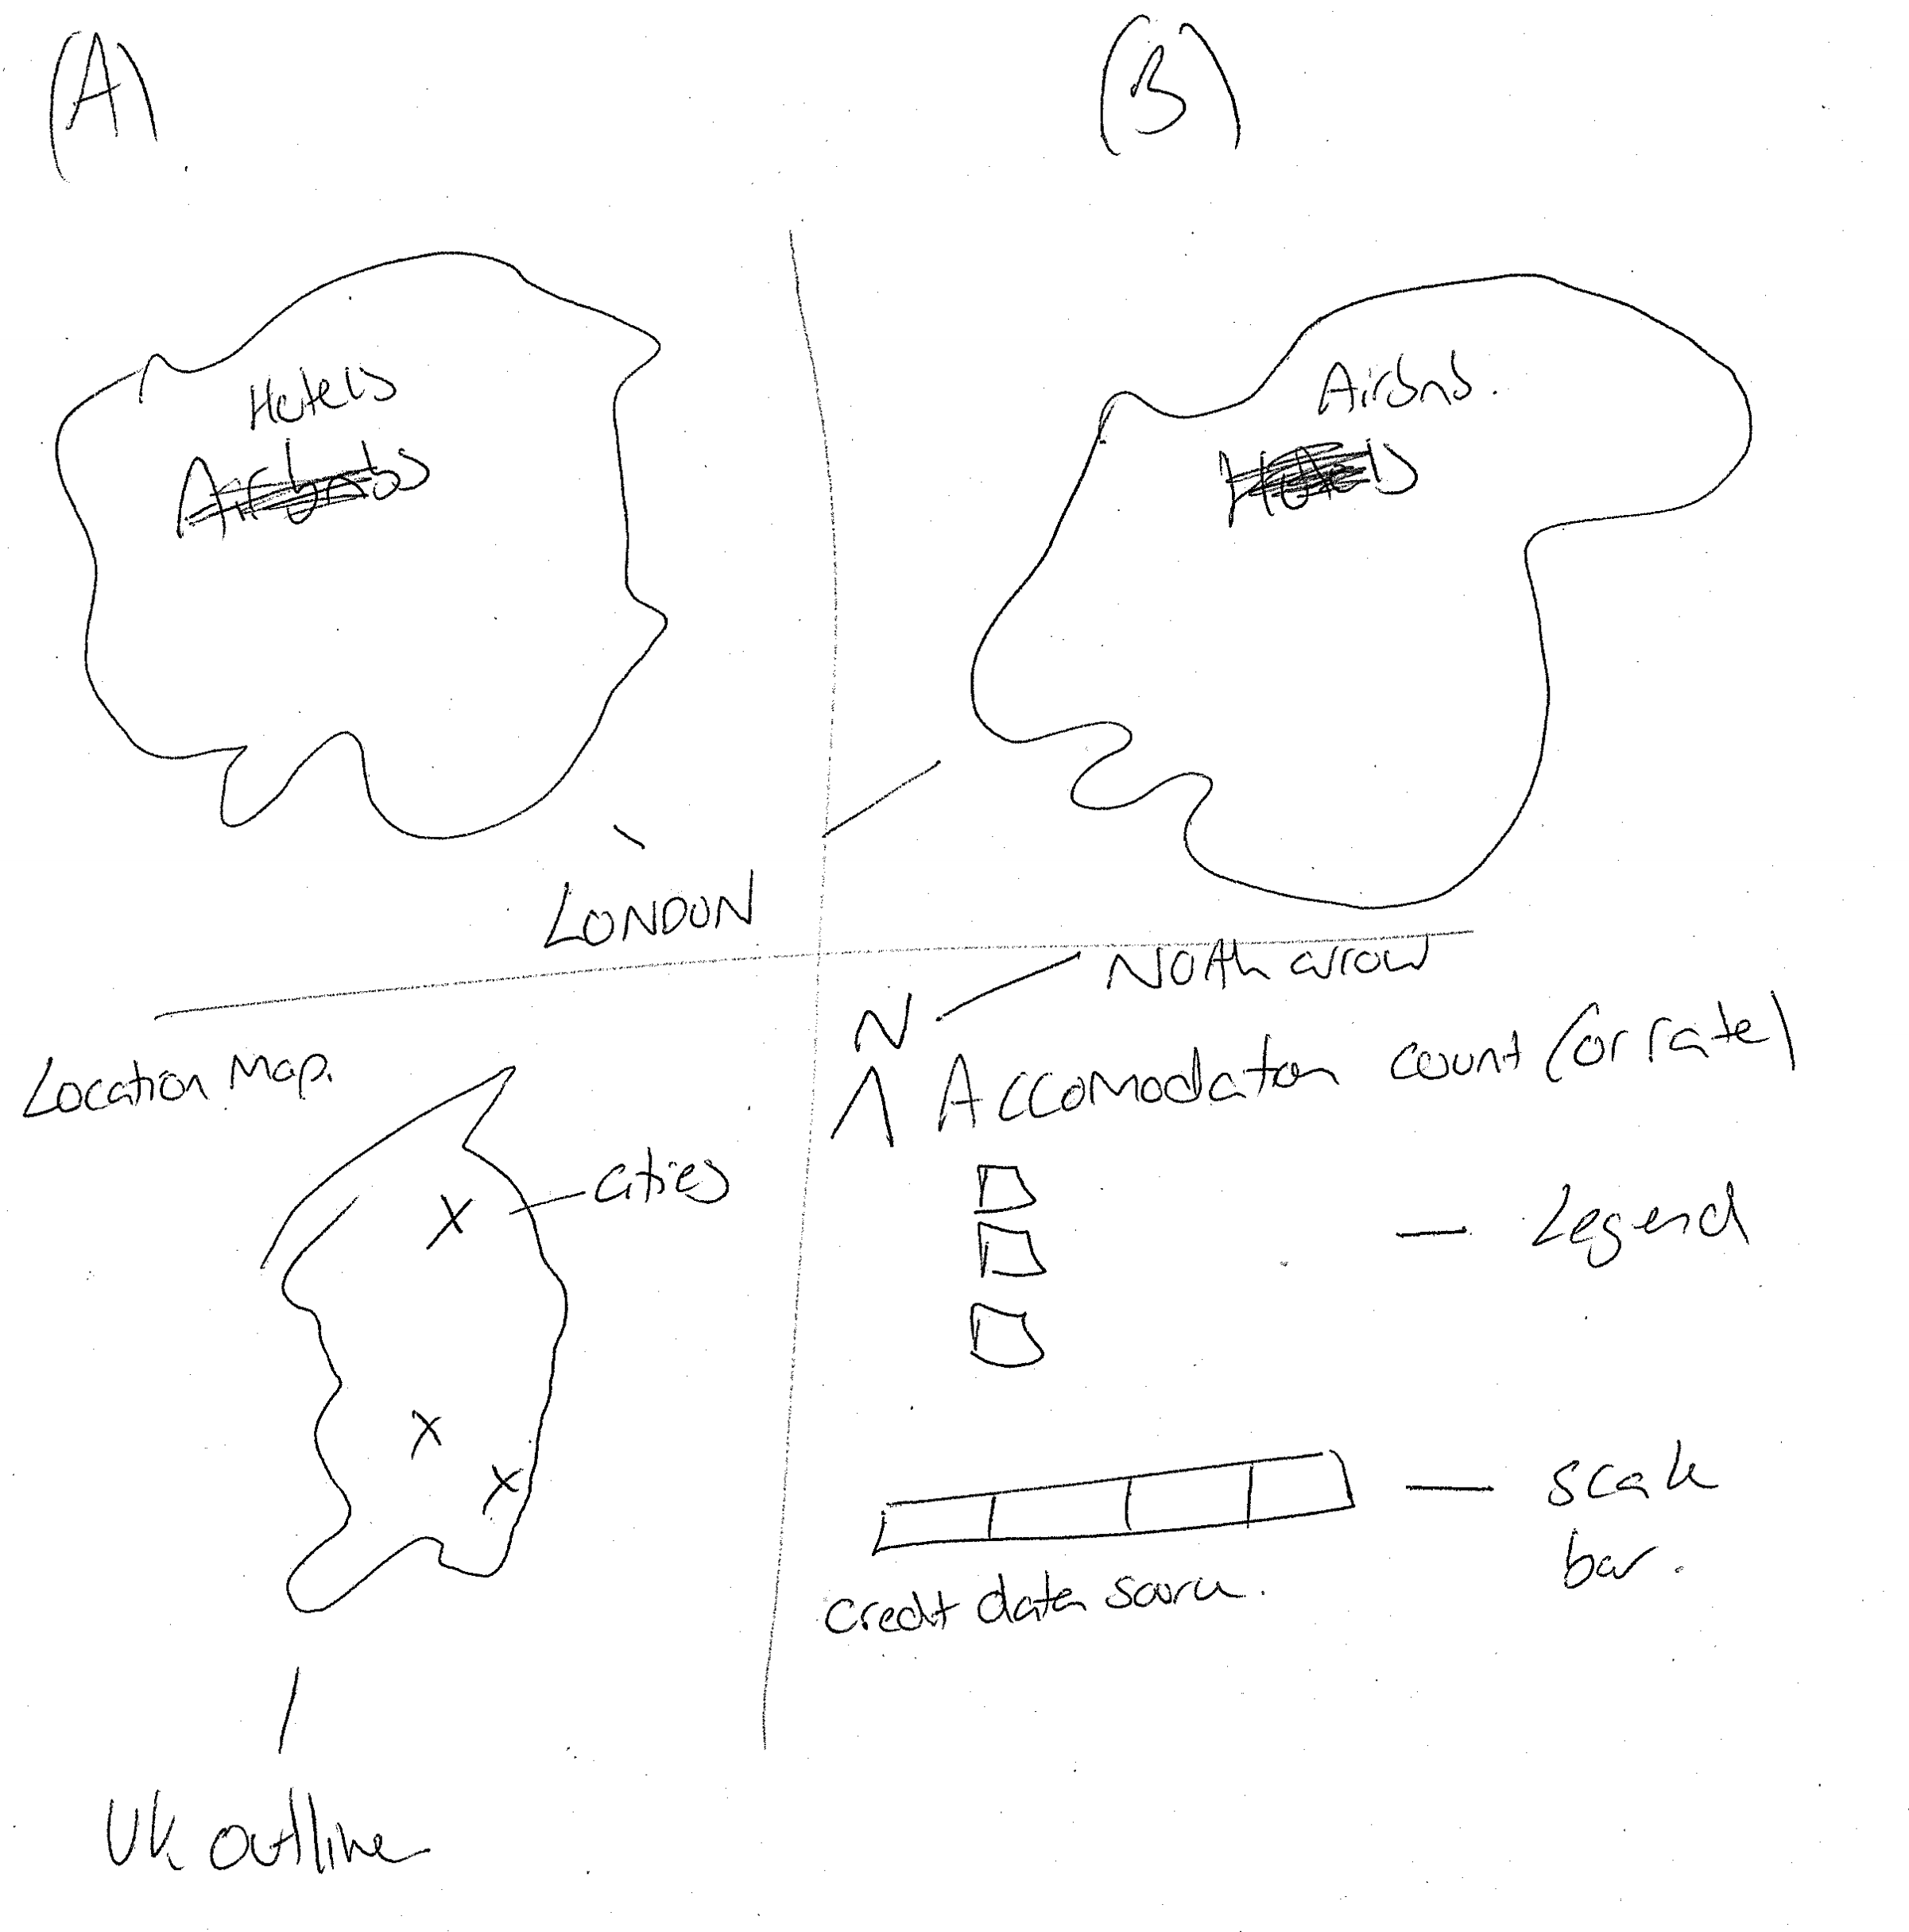 (A)
(B)
Hotels
Airbnbs
Airbnb.
Hotels
LONDON
North arrow
N
Location Map.
Accomodation count (or rate)
cities
Legend
scale
bar.
credit data source.
UK outline
X
X
X